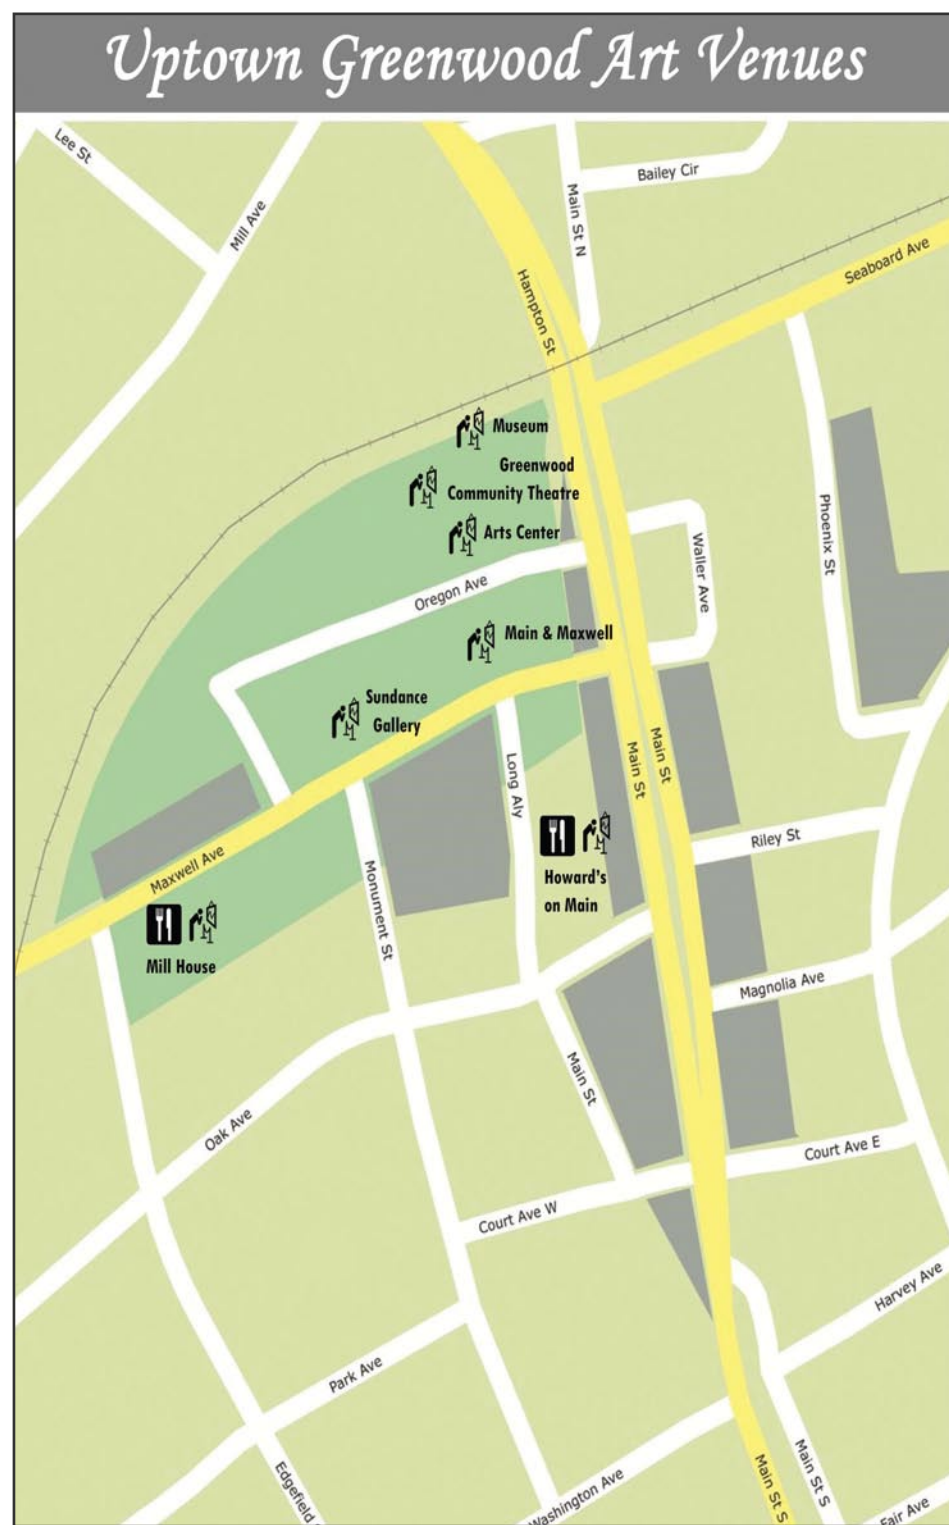 Uptown Greenwood Art Venues
Lee St
Mill Ave
Main St N
Bailey Cir
Seaboard Ave
Hampton St
Museum
Greenwood
Community Theatre
Arts Center
Phoenix St
Waller Ave
Oregon Ave
Main & Maxwell
Sundance
Gallery
Main St
Main St
Long Aly
Riley St
Maxwell Ave
Monument St
Howard's
on Main
Mill House
Magnolia Ave
Main St
Oak Ave
Court Ave E
Court Ave W
Harvey Ave
Park Ave
Edgefield
Washington Ave
Main St S
Main St S
Fair Ave